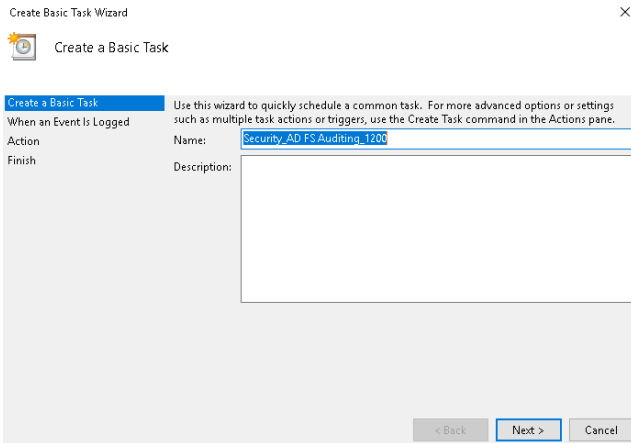 Create Basic Task Wizard
Create a Basic Task
Create a Basic Task
When an Event Is Logged
Action
Finish
Use this wizard to quickly schedule a common task. For more advanced options or settings
such as multiple task actions or triggers, use the Create Task command in the Actions pane.
Name:
Security_AD FS Auditing_1200
Description:
< Back
Next >
Cancel